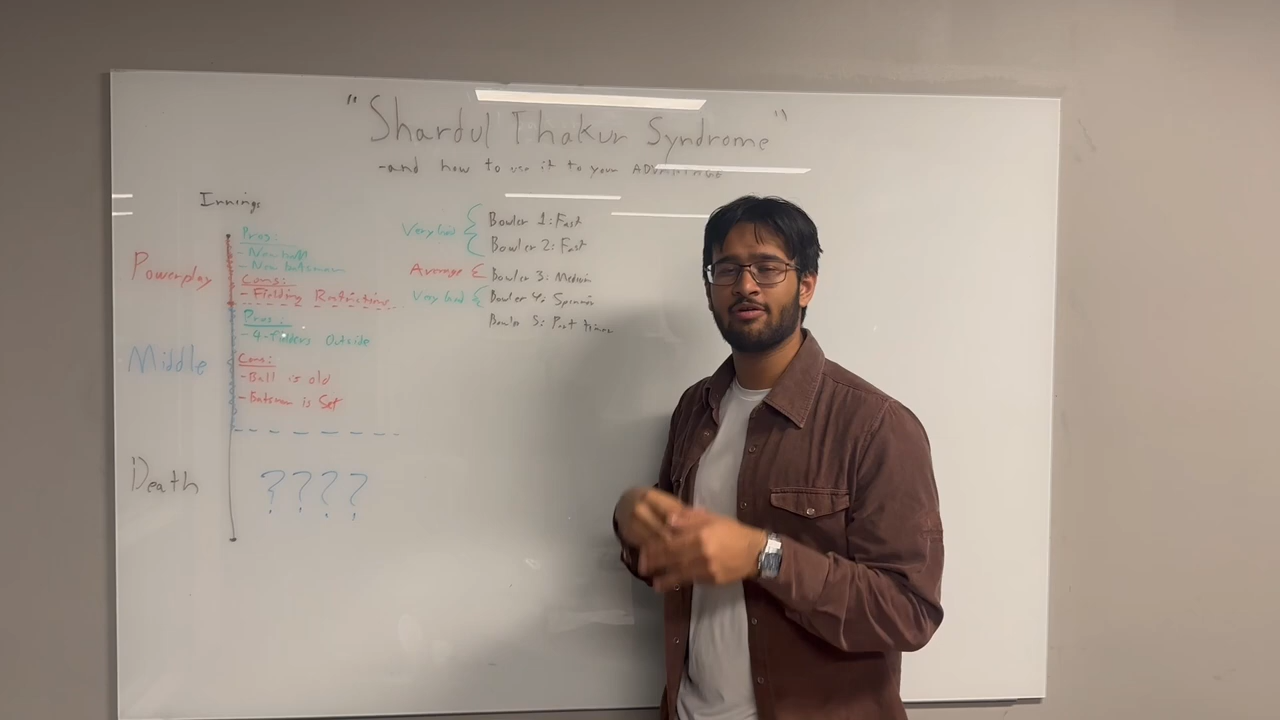 "Shardul Thakur Syndrome"
-and how to use it to your ADVANTAGE
Innings
Powerplay
Pros:
- New ball
- New batsman
Cons:
- Fielding Restrictions
Middle
Pros:
- 4-fielders Outside
Cons:
- Ball is old
- Batsman is Set
Death
????
Very Good
Bowler 1: Fast
Bowler 2: Fast
Average
Bowler 3: Medium
Very Good
Bowler 4: Spinner
Bowler 5: Part timer